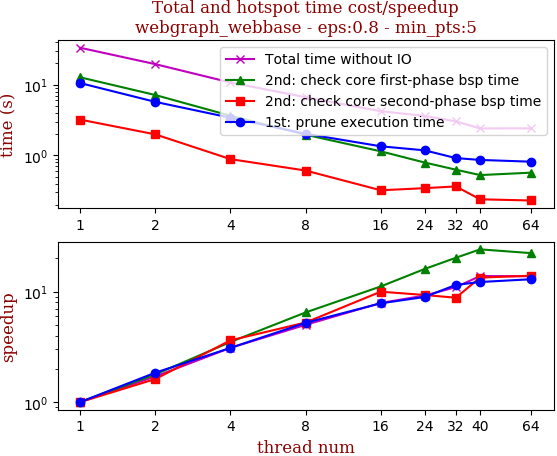 Total and hotspot time cost/speedup
webgraph_webbase - eps:0.8 - min_pts:5
time (s)
10¹
10⁰
Total time without IO
2nd: check core first-phase bsp time
2nd: check core second-phase bsp time
1st: prune execution time
1 2 4 8 16 24 32 40 64
speedup
10¹
10⁰
1 2 4 8 16 24 32 40 64
thread num